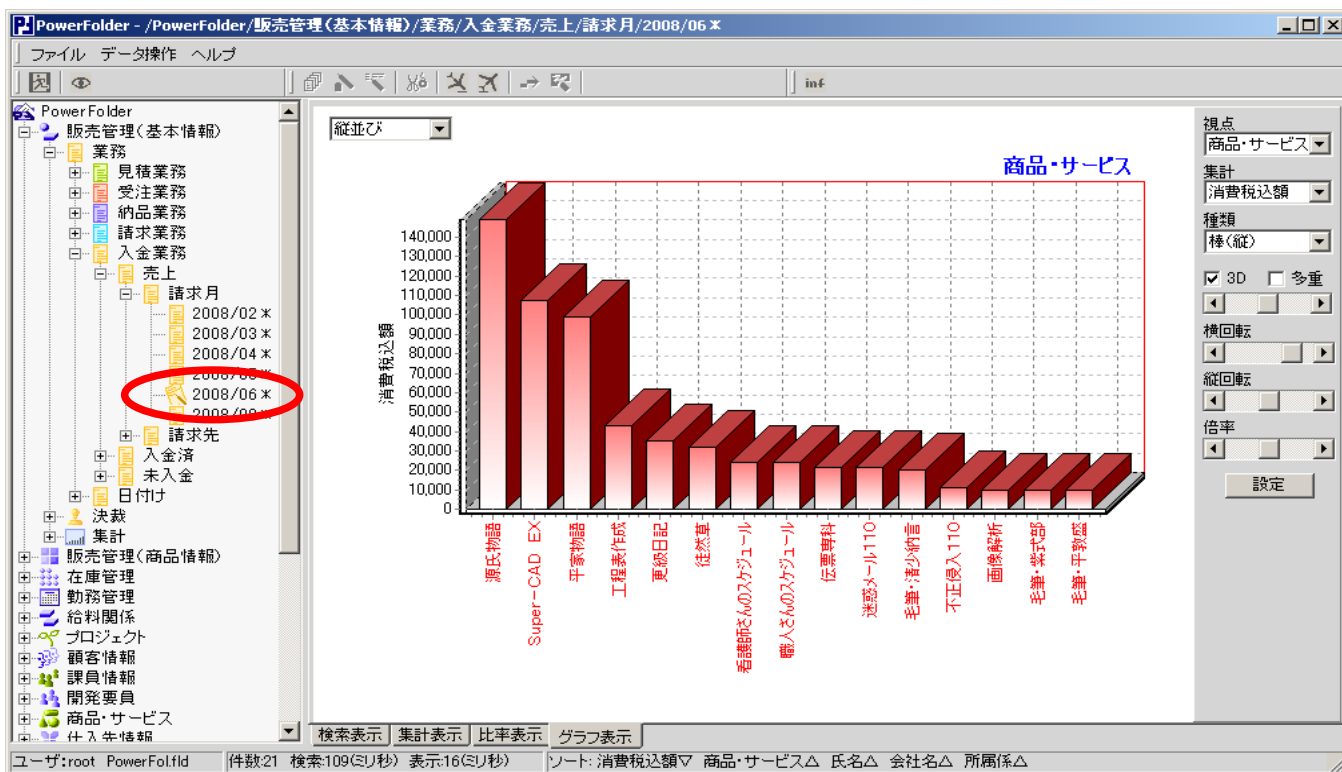 PowerFolder - /PowerFolder/販売管理(基本情報)/業務/入金業務/売上/請求月/2008/06*
ファイル データ操作 ヘルプ
inf
PowerFolder
販売管理(基本情報)
業務
見積業務
受注業務
納品業務
請求業務
入金業務
売上
請求月
2008/02*
2008/03*
2008/04*
2008/06*
請求先
入金済
未入金
日付け
決裁
集計
販売管理(商品情報)
在庫管理
勤務管理
給料関係
プロジェクト
顧客情報
課員情報
開発要員
商品・サービス
仕入先情報
縦並び
商品・サービス
消費税込額
140,000
130,000
120,000
110,000
100,000
90,000
80,000
70,000
60,000
50,000
40,000
30,000
20,000
10,000
0
源氏物語
Super-CAD EX
平家物語
工程表作成
更級日記
徒然草
看護師さんのスケジュール
職人さんのスケジュール
伝票専科
迷惑メール110
毛筆・清少納言
不正侵入110
画像解析
毛筆・紫式部
毛筆・平敦盛
視点
商品・サービス
集計
消費税込額
種類
棒(縦)
3D 多重
横回転
縦回転
倍率
設定
検索表示 集計表示 比率表示 グラフ表示
ユーザ:root PowerFol.fld 件数:21 検索:109(ミリ秒) 表示:16(ミリ秒) ソート: 消費税込額▽ 商品・サービス△ 氏名△ 会社名△ 所属係△